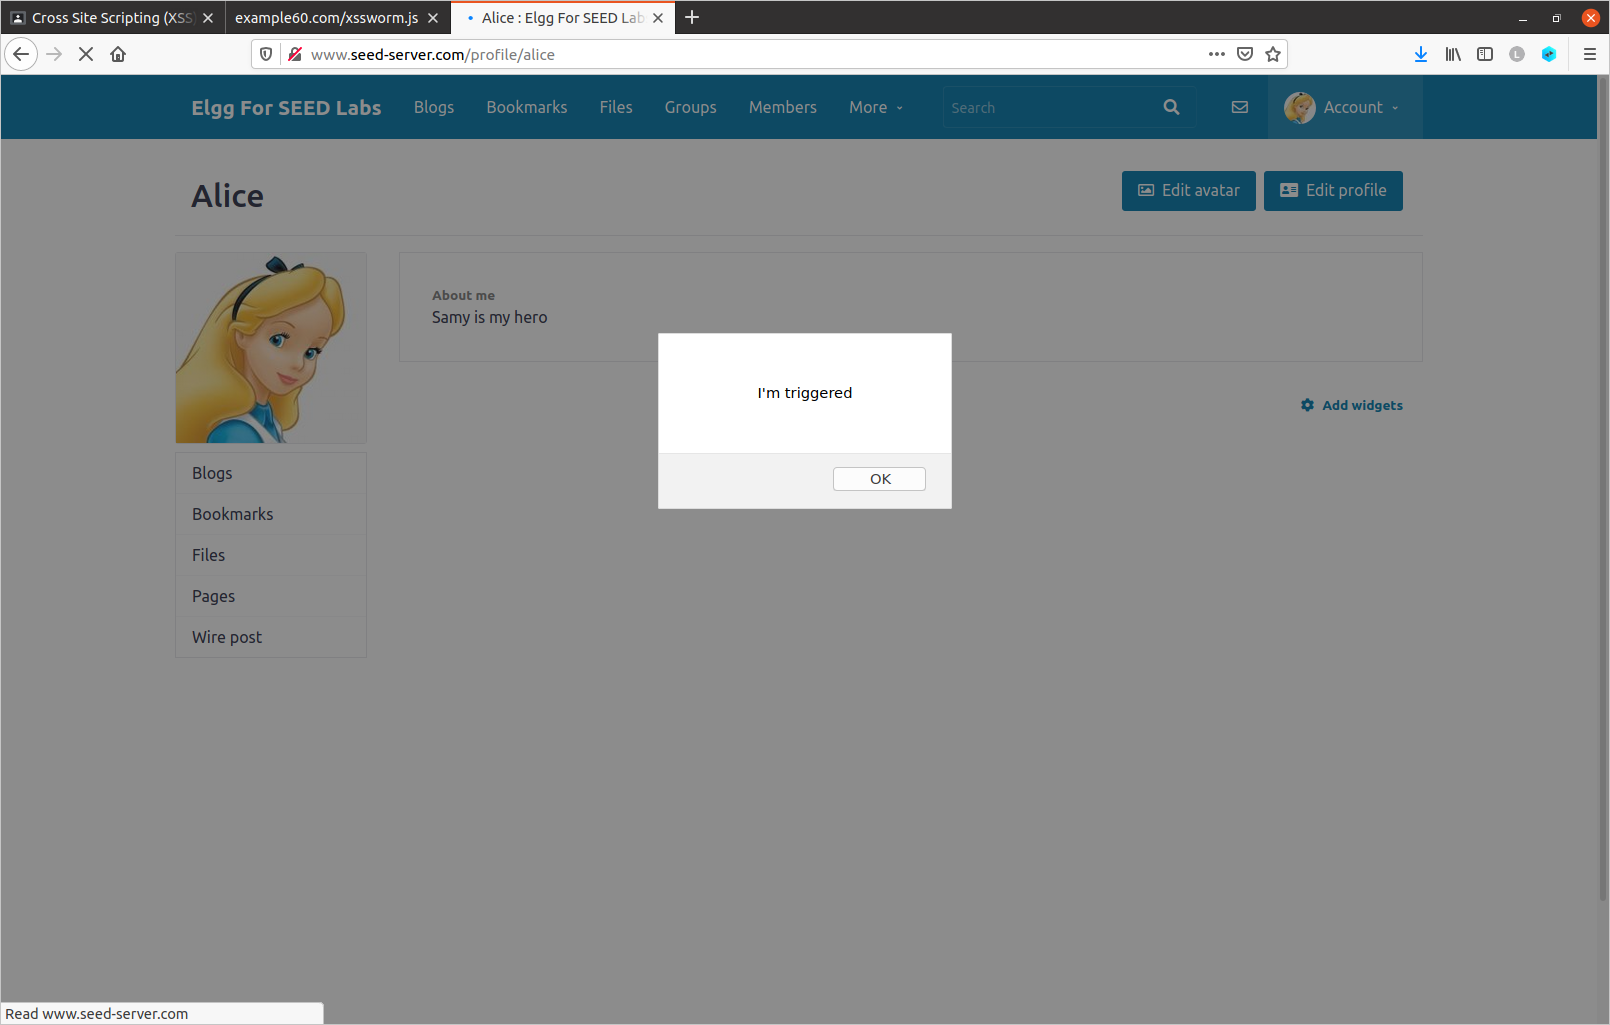 Cross Site Scripting (XSS)
example60.com/xssworm.js
Alice : Elgg For SEED Lab
www.seed-server.com/profile/alice
Elgg For SEED Labs Blogs Bookmarks Files Groups Members More Search Account
Alice
Edit avatar Edit profile
About me
Samy is my hero
I'm triggered
Add widgets
OK
Blogs
Bookmarks
Files
Pages
Wire post
Read www.seed-server.com